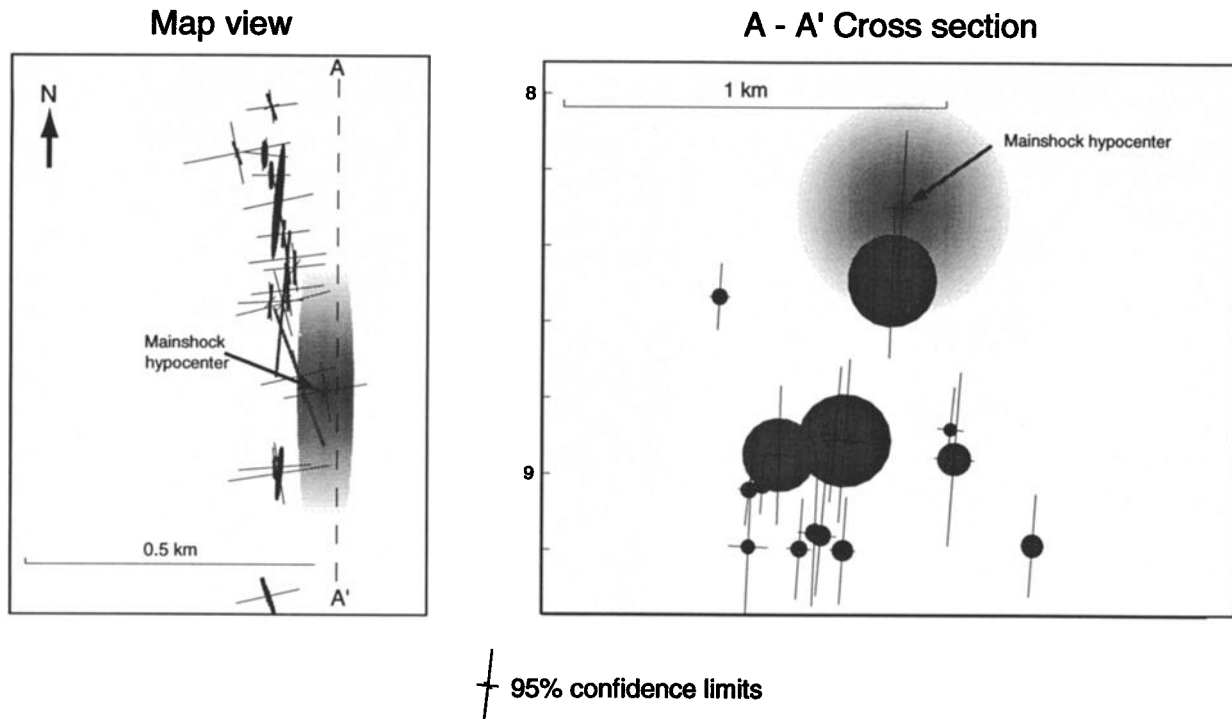 Map view
A - A' Cross section
N
A
Mainshock
hypocenter
0.5 km
A'
8
1 km
Mainshock hypocenter
9
95% confidence limits